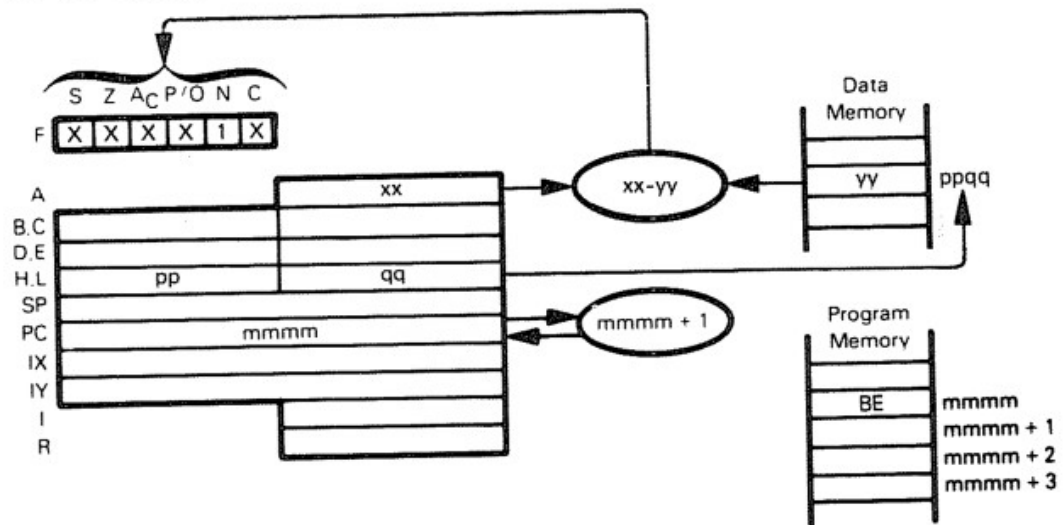 S Z AC P/O N C
F X X X X 1 X
Data
Memory
A xx
xx-yy
yy ppqq
B,C
D,E
H,L pp qq
SP
PC mmmm
mmmm + 1
IX
IY
I
R
Program
Memory
BE mmmm
mmmm + 1
mmmm + 2
mmmm + 3